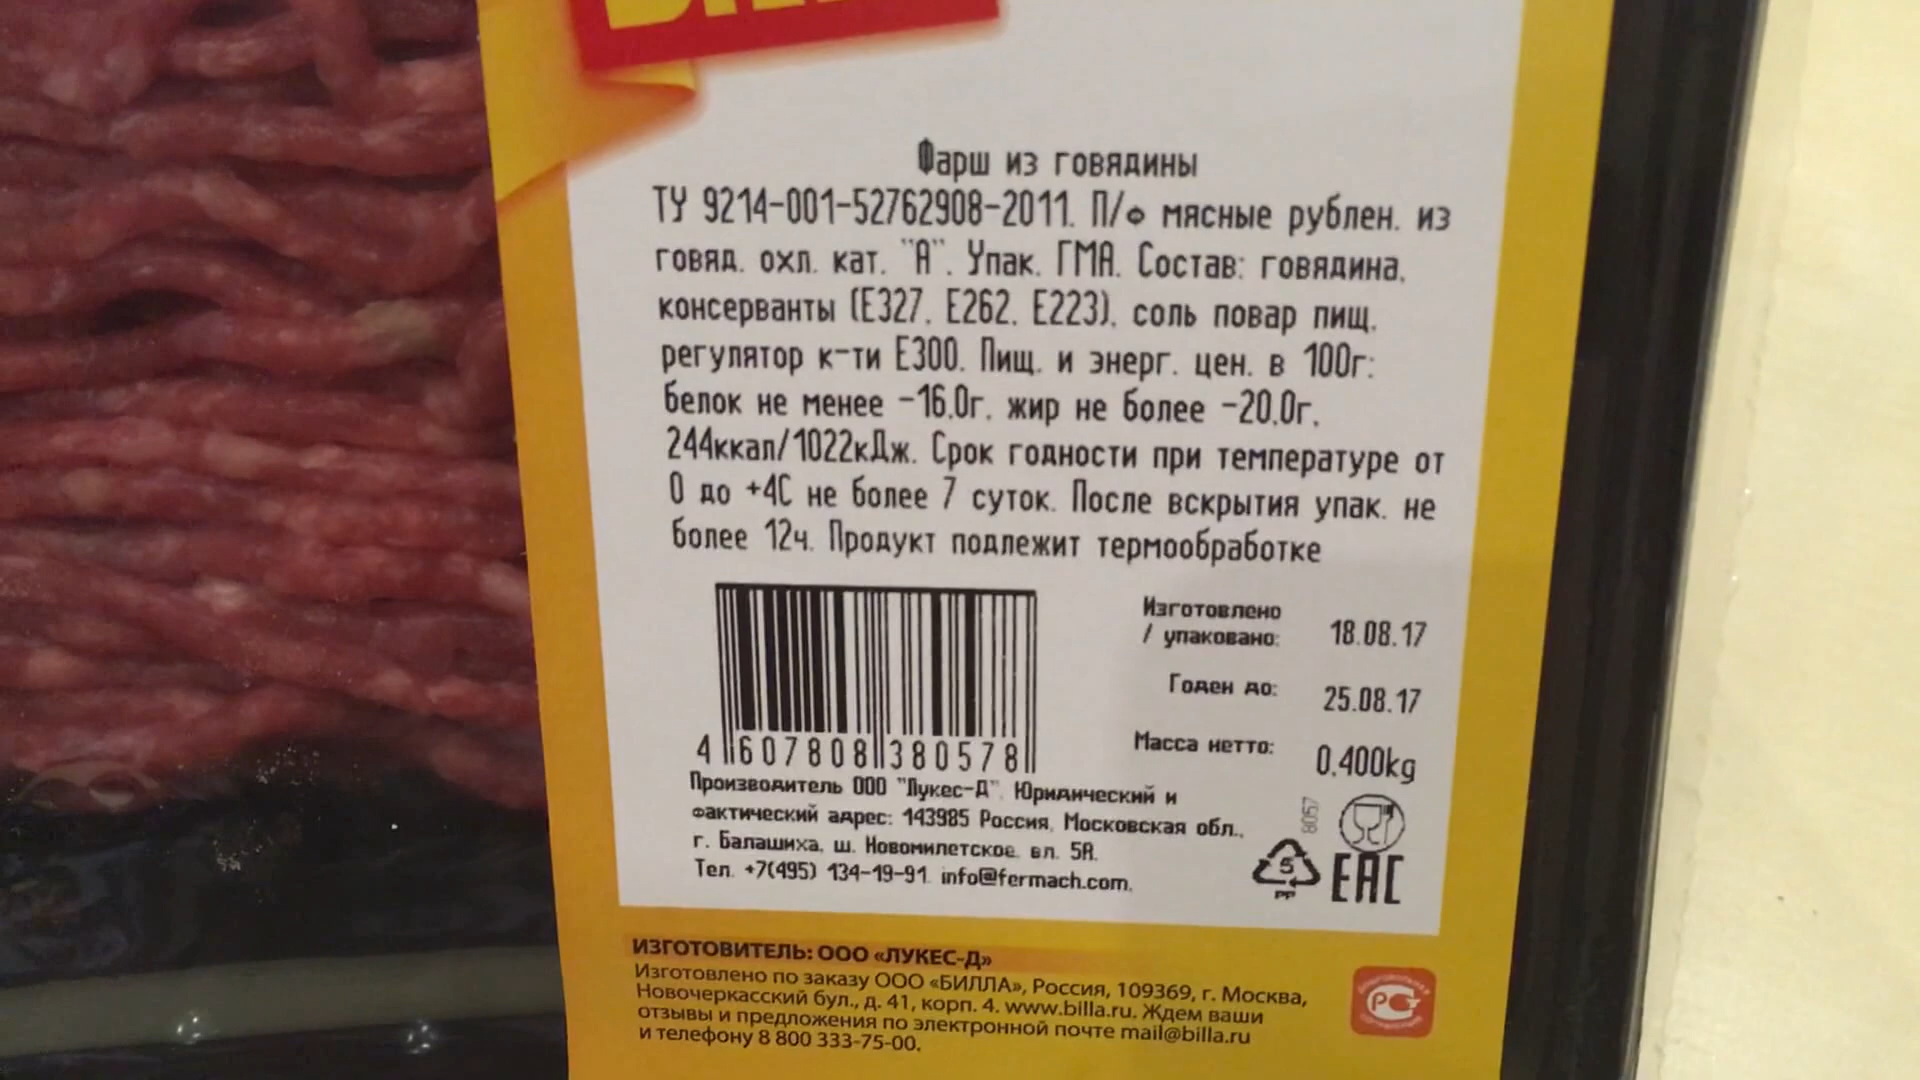 Фарш из говядины
ТУ 9214-001-52762908-2011. П/ф мясные рублен. из
говяд. охл. кат. "А". Упак. ГМА. Состав: говядина,
консерванты (Е327, Е262, Е223), соль повар пищ,
регулятор к-ти Е300. Пищ. и энерг. цен. в 100г:
белок не менее -16,0г, жир не более -20,0г,
244ккал/1022кДж. Срок годности при температуре от
0 до +4С не более 7 суток. После вскрытия упак. не
более 12ч. Продукт подлежит термообработке
Изготовлено
/ упаковано: 18.08.17
Годен до: 25.08.17
Масса нетто: 0,400kg
4 607808 380578
Производитель ООО "Лукес-Д". Юридический и
фактический адрес: 143985 Россия, Московская обл.,
г. Балашиха, ш. Новомилетское, вл. 5А.
Тел. +7(495) 134-19-91. info@fermach.com,
8057
5
PP
EAC
ИЗГОТОВИТЕЛЬ: ООО «ЛУКЕС-Д»
Изготовлено по заказу ООО «БИЛЛА», Россия, 109369, г. Москва,
Новочеркасский бул., д. 41, корп. 4. www.billa.ru. Ждем ваши
отзывы и предложения по электронной почте mail@billa.ru
и телефону 8 800 333-75-00.